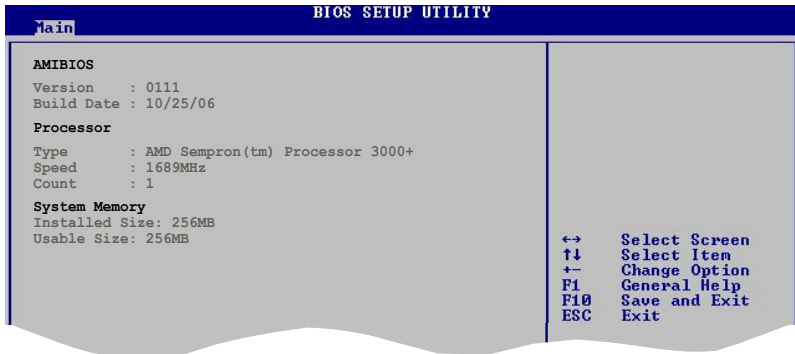 BIOS SETUP UTILITY
Main
AMIBIOS
Version : 0111
Build Date : 10/25/06
Processor
Type : AMD Sempron(tm) Processor 3000+
Speed : 1689MHz
Count : 1
System Memory
Installed Size: 256MB
Usable Size: 256MB
←→ Select Screen
↑↓ Select Item
+- Change Option
F1 General Help
F10 Save and Exit
ESC Exit